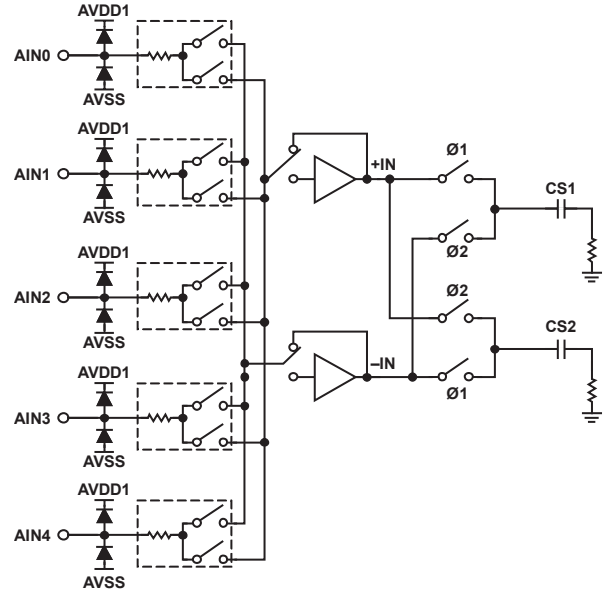 AVDD1
AIN0
AVSS
AVDD1
AIN1
AVSS
+IN
Ø1
CS1
Ø2
AVDD1
AIN2
AVSS
Ø2
CS2
–IN
Ø1
AVDD1
AIN3
AVSS
AVDD1
AIN4
AVSS